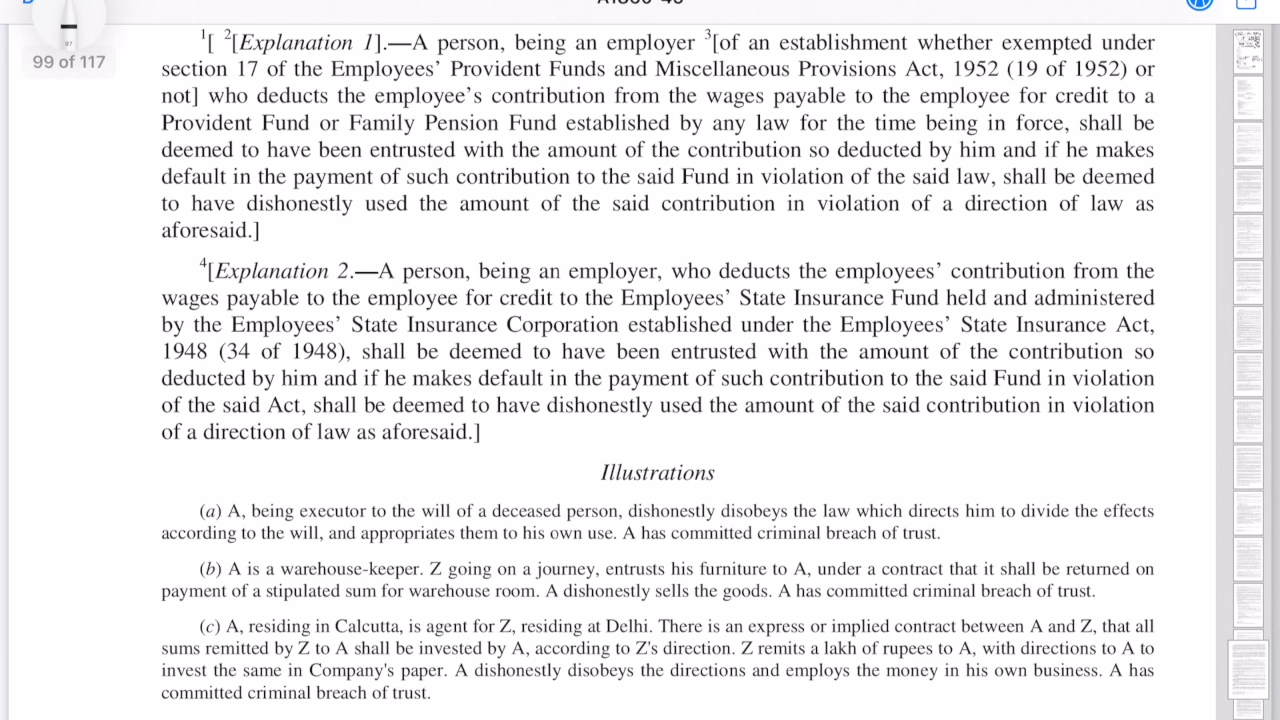 97
99 of 117
1[ 2[Explanation 1].—A person, being an employer 3[of an establishment whether exempted under
section 17 of the Employees' Provident Funds and Miscellaneous Provisions Act, 1952 (19 of 1952) or
not] who deducts the employee's contribution from the wages payable to the employee for credit to a
Provident Fund or Family Pension Fund established by any law for the time being in force, shall be
deemed to have been entrusted with the amount of the contribution so deducted by him and if he makes
default in the payment of such contribution to the said Fund in violation of the said law, shall be deemed
to have dishonestly used the amount of the said contribution in violation of a direction of law as
aforesaid.]
4[Explanation 2.—A person, being an employer, who deducts the employees' contribution from the
wages payable to the employee for credit to the Employees' State Insurance Fund held and administered
by the Employees' State Insurance Corporation established under the Employees' State Insurance Act,
1948 (34 of 1948), shall be deemed to have been entrusted with the amount of the contribution so
deducted by him and if he makes default in the payment of such contribution to the said Fund in violation
of the said Act, shall be deemed to have dishonestly used the amount of the said contribution in violation
of a direction of law as aforesaid.]
Illustrations
(a) A, being executor to the will of a deceased person, dishonestly disobeys the law which directs him to divide the effects
according to the will, and appropriates them to his own use. A has committed criminal breach of trust.
(b) A is a warehouse-keeper. Z going on a journey, entrusts his furniture to A, under a contract that it shall be returned on
payment of a stipulated sum for warehouse room. A dishonestly sells the goods. A has committed criminal breach of trust.
(c) A, residing in Calcutta, is agent for Z, residing at Delhi. There is an express or implied contract between A and Z, that all
sums remitted by Z to A shall be invested by A, according to Z's direction. Z remits a lakh of rupees to A, with directions to A to
invest the same in Company's paper. A dishonestly disobeys the directions and employs the money in his own business. A has
committed criminal breach of trust.